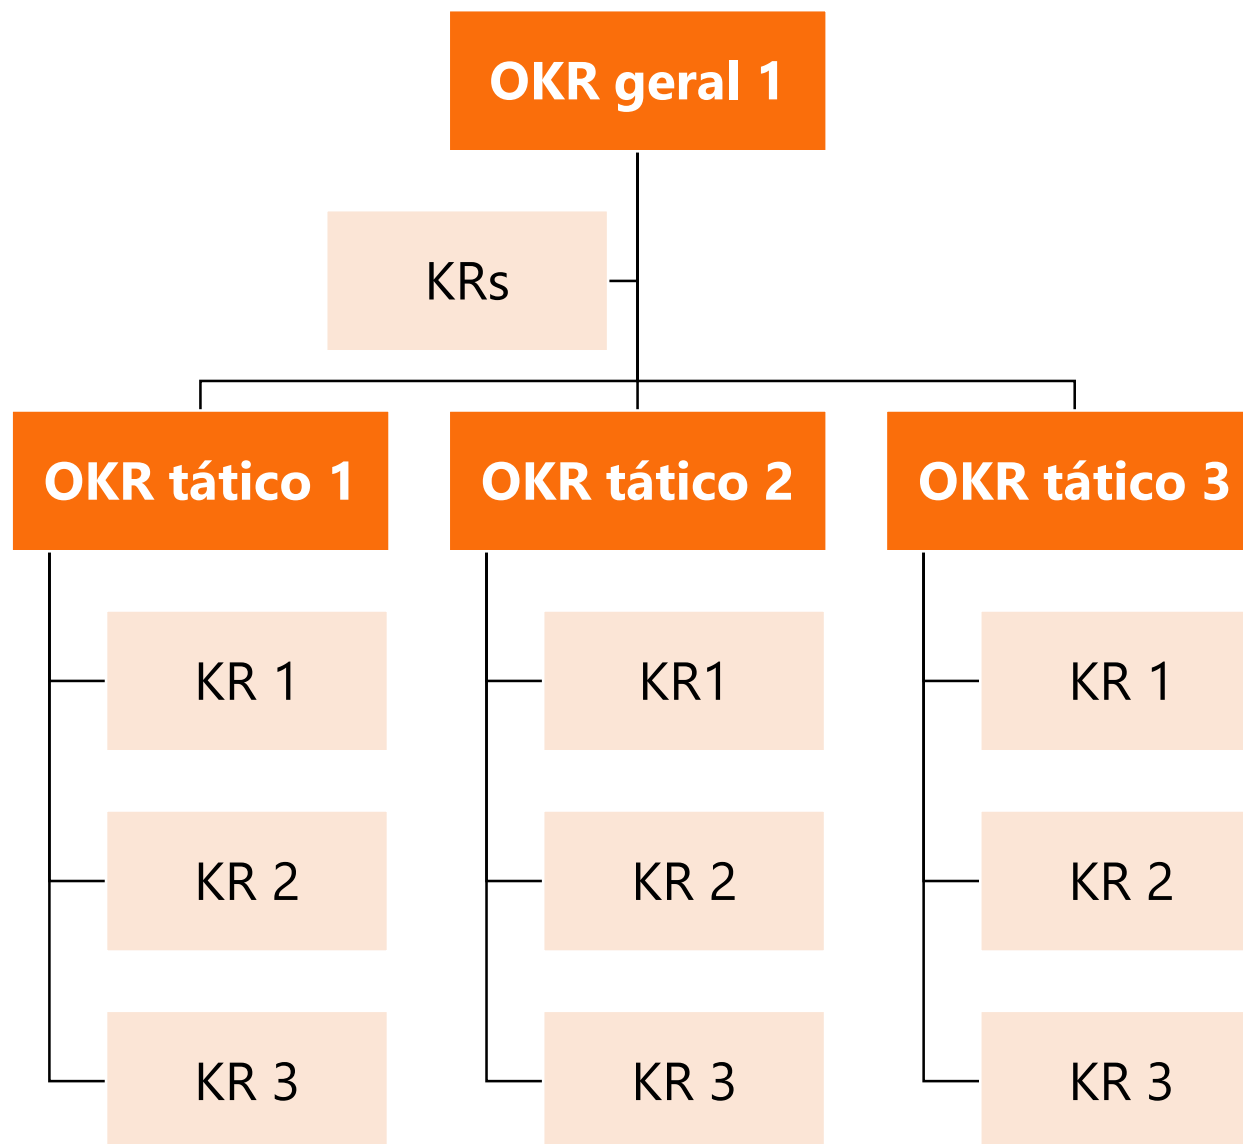 OKR geral 1
KRs
OKR tático 1
OKR tático 2
OKR tático 3
KR 1
KR1
KR 1
KR 2
KR 2
KR 2
KR 3
KR 3
KR 3